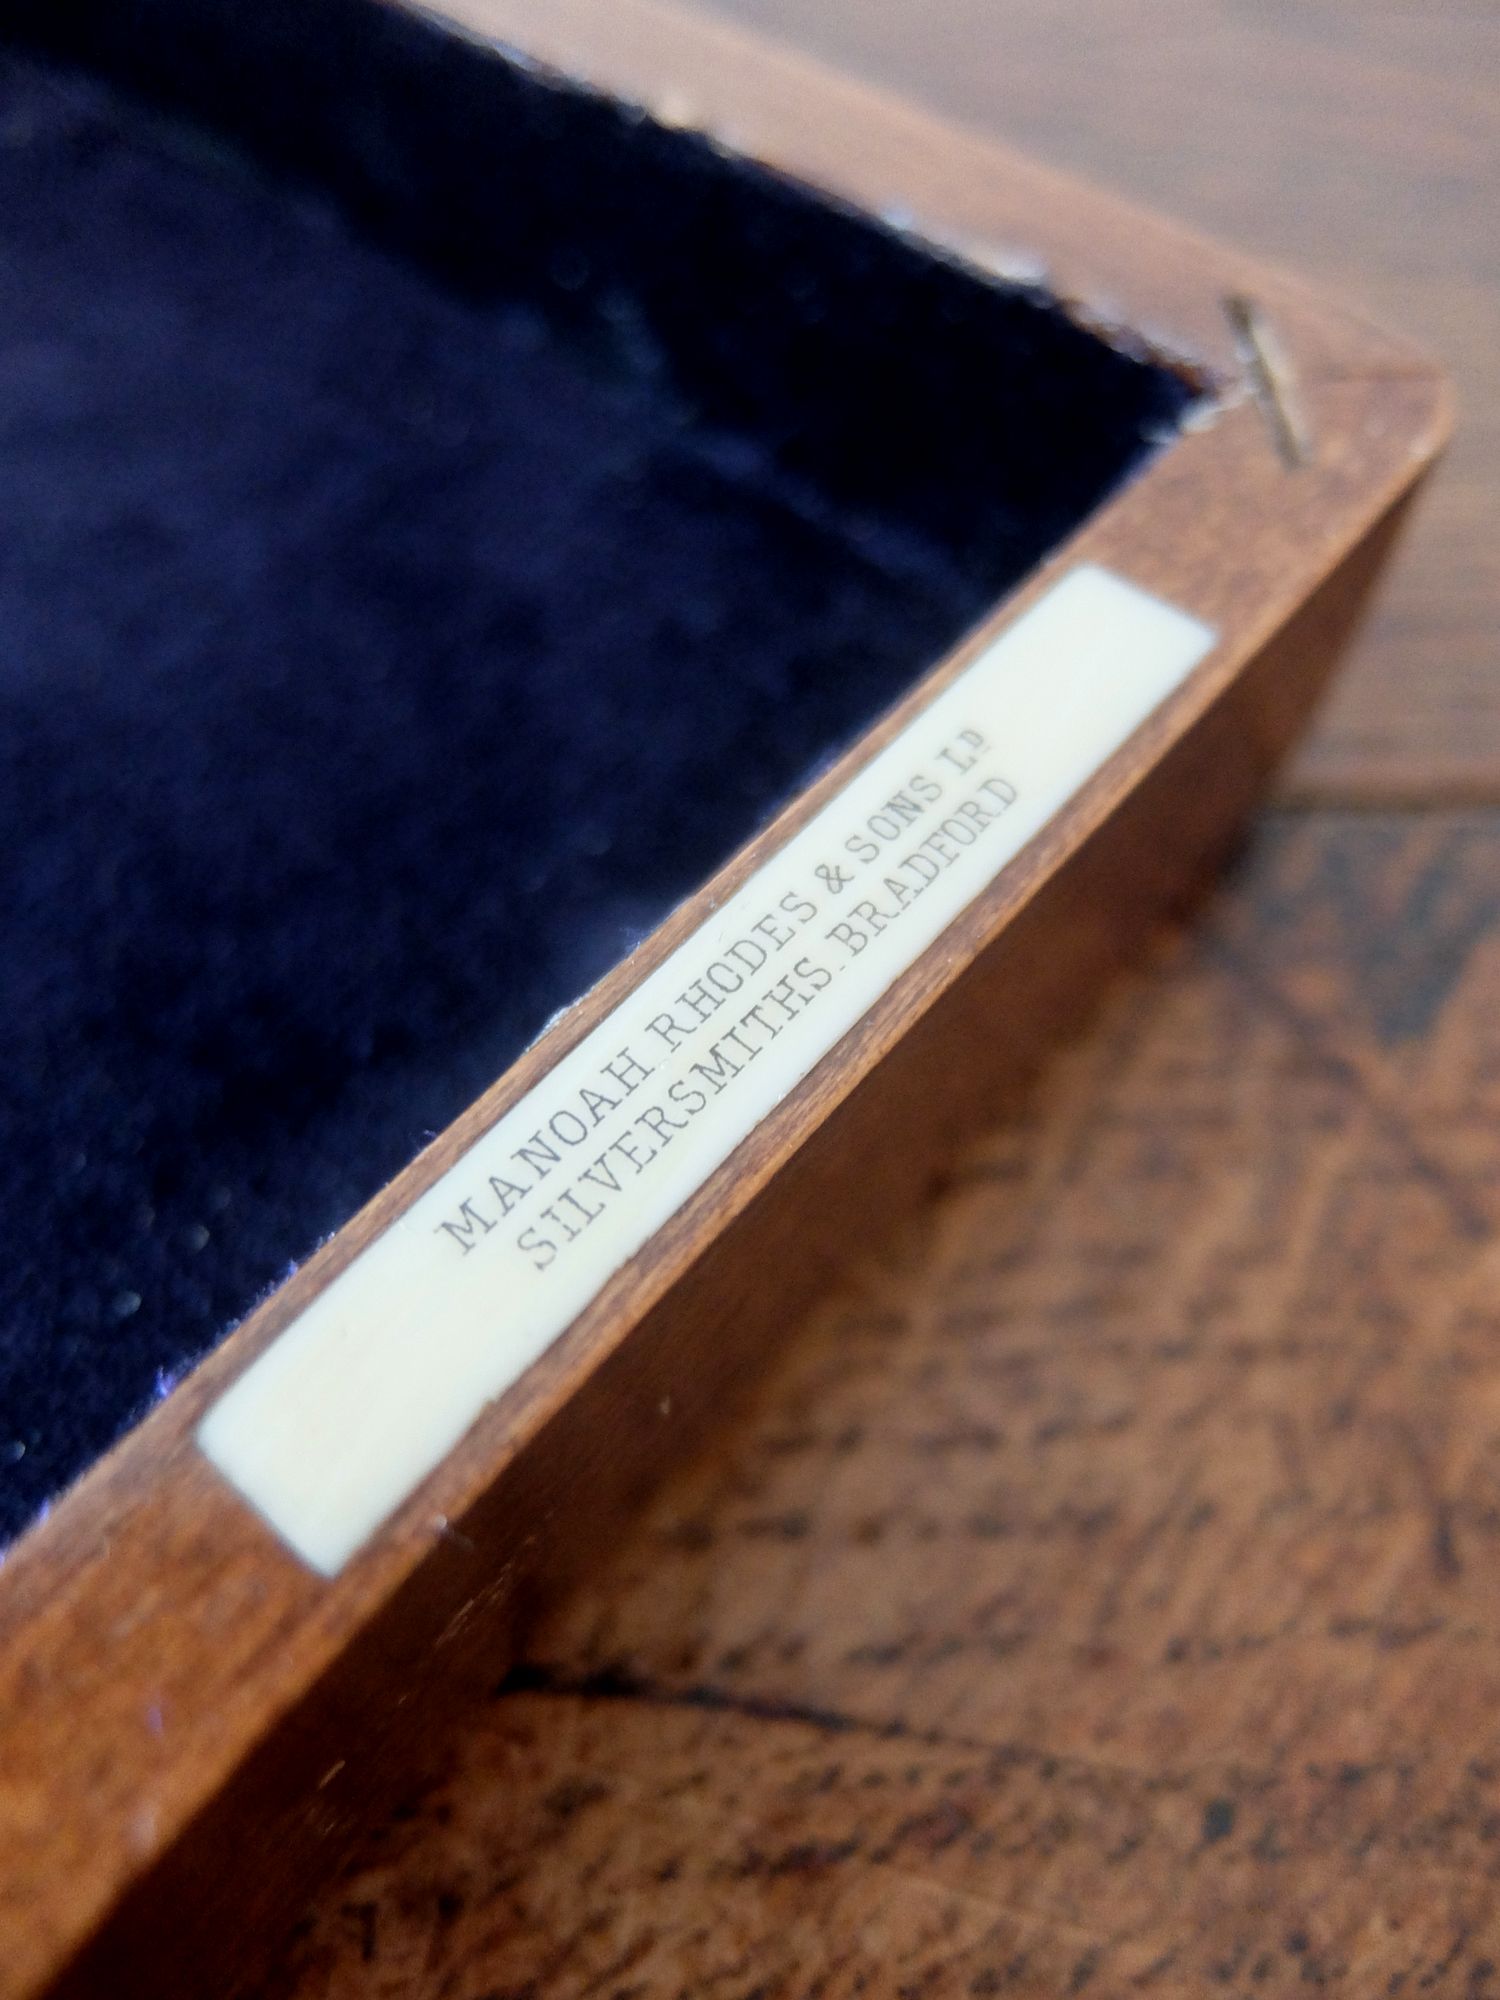 MANOAH RHODES & SONS LD
SILVERSMITHS. BRADFORD